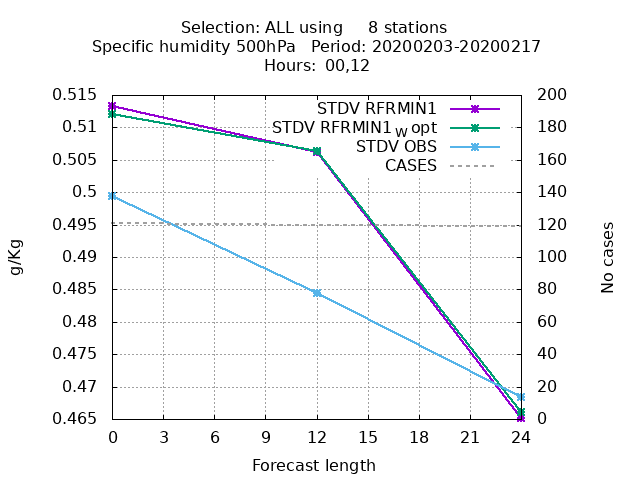 Selection: ALL using 8 stations
Specific humidity 500hPa Period: 20200203-20200217
Hours: 00,12
0.515
0.51
0.505
0.5
0.495
0.49
0.485
0.48
0.475
0.47
0.465
g/Kg
STDV RFRMIN1
STDV RFRMIN1_w opt
STDV OBS
CASES
200
180
160
140
120
100
80
60
40
20
0
No cases
0 3 6 9 12 15 18 21 24
Forecast length